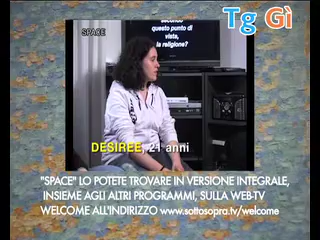 Tg Gì
SPACE
secondo
questo punto di
vista,
la religione?
DESIREE, 21 anni
"SPACE" LO POTETE TROVARE IN VERSIONE INTEGRALE,
INSIEME AGLI ALTRI PROGRAMMI, SULLA WEB-TV
WELCOME ALL'INDIRIZZO www.sottosopra.tv/welcome